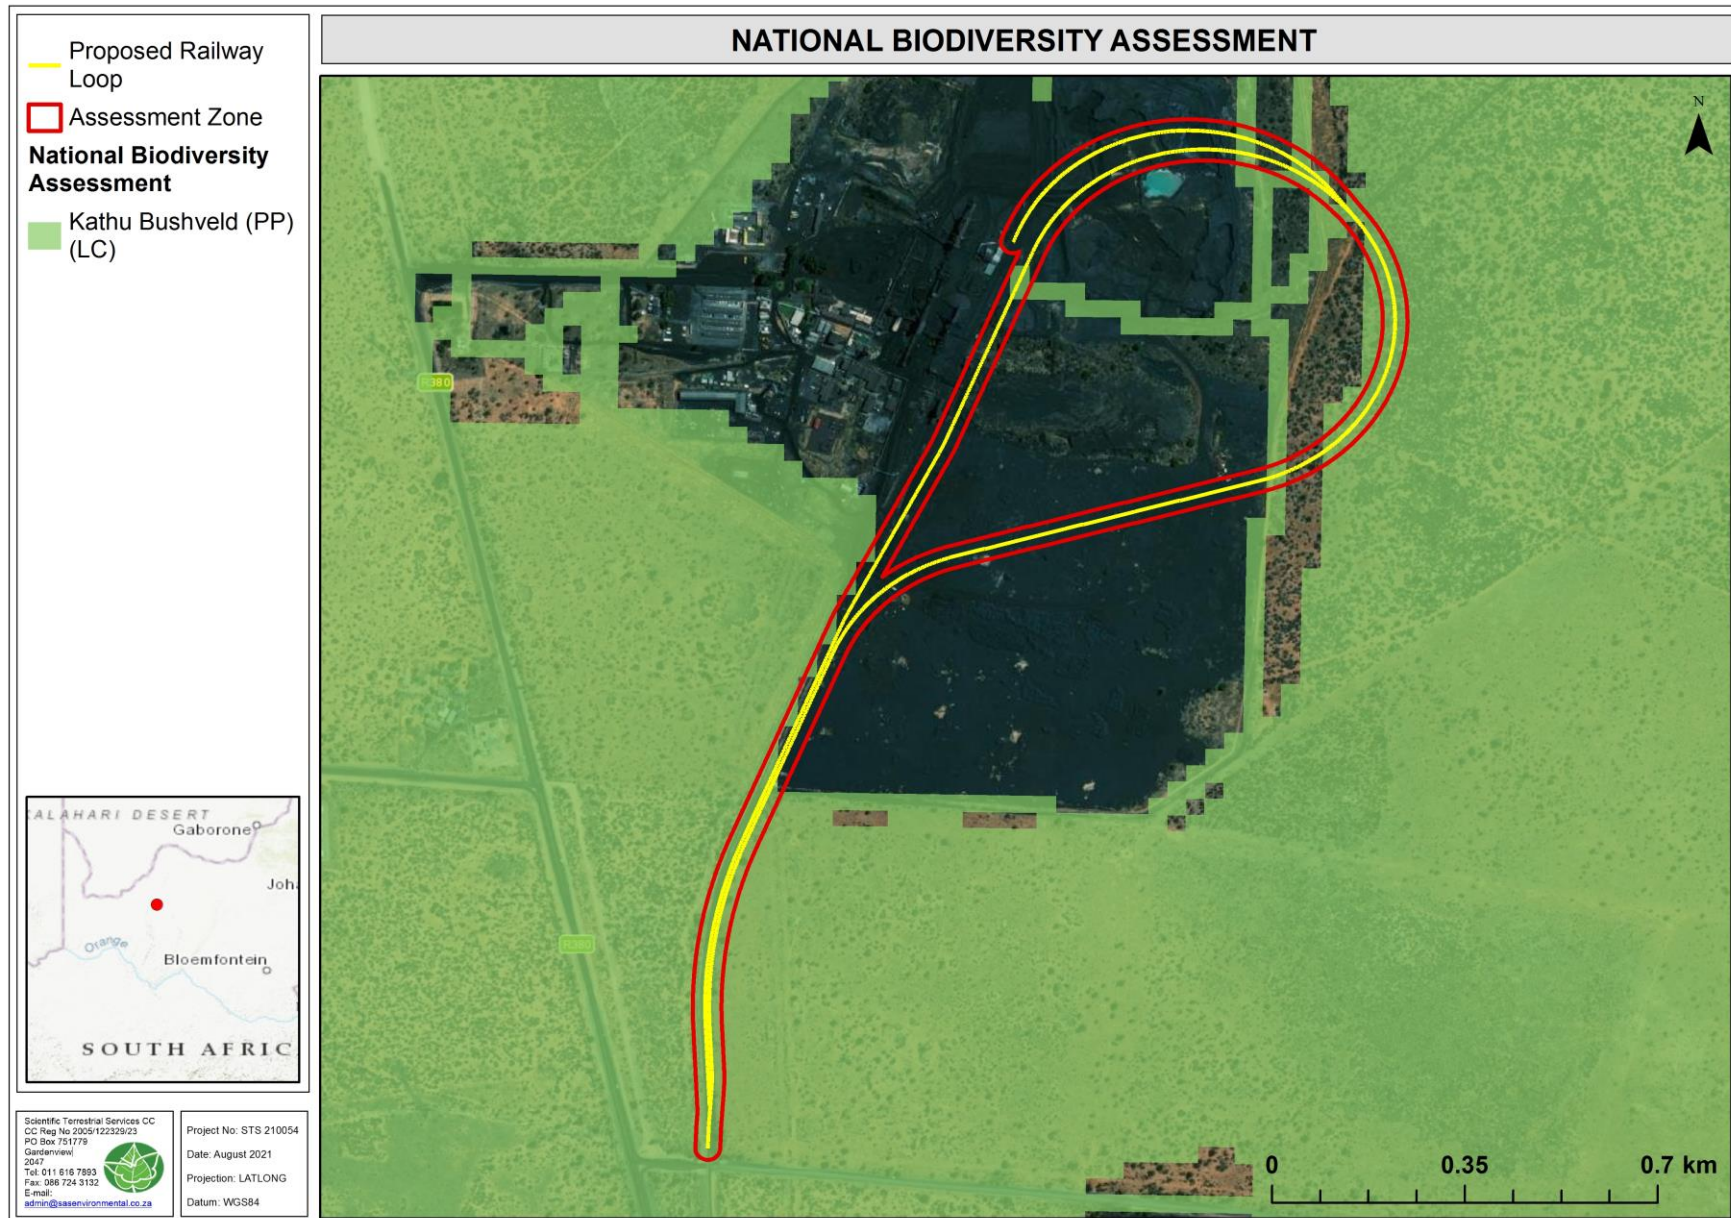 NATIONAL BIODIVERSITY ASSESSMENT
Proposed Railway
Loop
Assessment Zone
National Biodiversity
Assessment
Kathu Bushveld (PP)
(LC)
N
R380
R380
0 0.35 0.7 km
KALAHARI DESERT
Gaborone
Joh
Orange
Bloemfontein
SOUTH AFRIC
Scientific Terrestrial Services CC
CC Reg No 2005/122329/23
PO Box 751779
Gardenview
2047
Tel: 011 616 7893
Fax: 086 724 3132
E-mail:
admin@sasenvironmental.co.za
Project No: STS 210054
Date: August 2021
Projection: LATLONG
Datum: WGS84